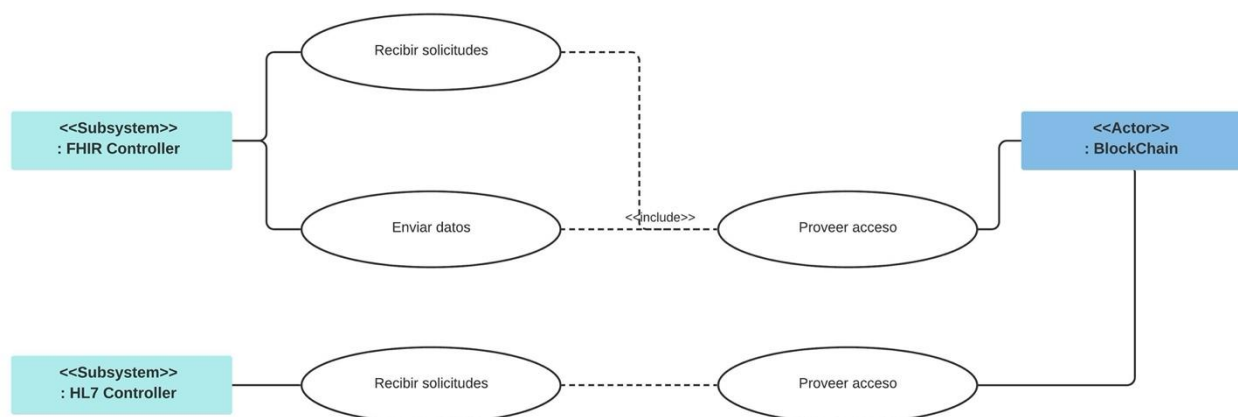 Recibir solicitudes
<<Subsystem>>
: FHIR Controller
<<Actor>>
: BlockChain
Enviar datos
<<include>>
Proveer acceso
<<Subsystem>>
: HL7 Controller
Recibir solicitudes
Proveer acceso